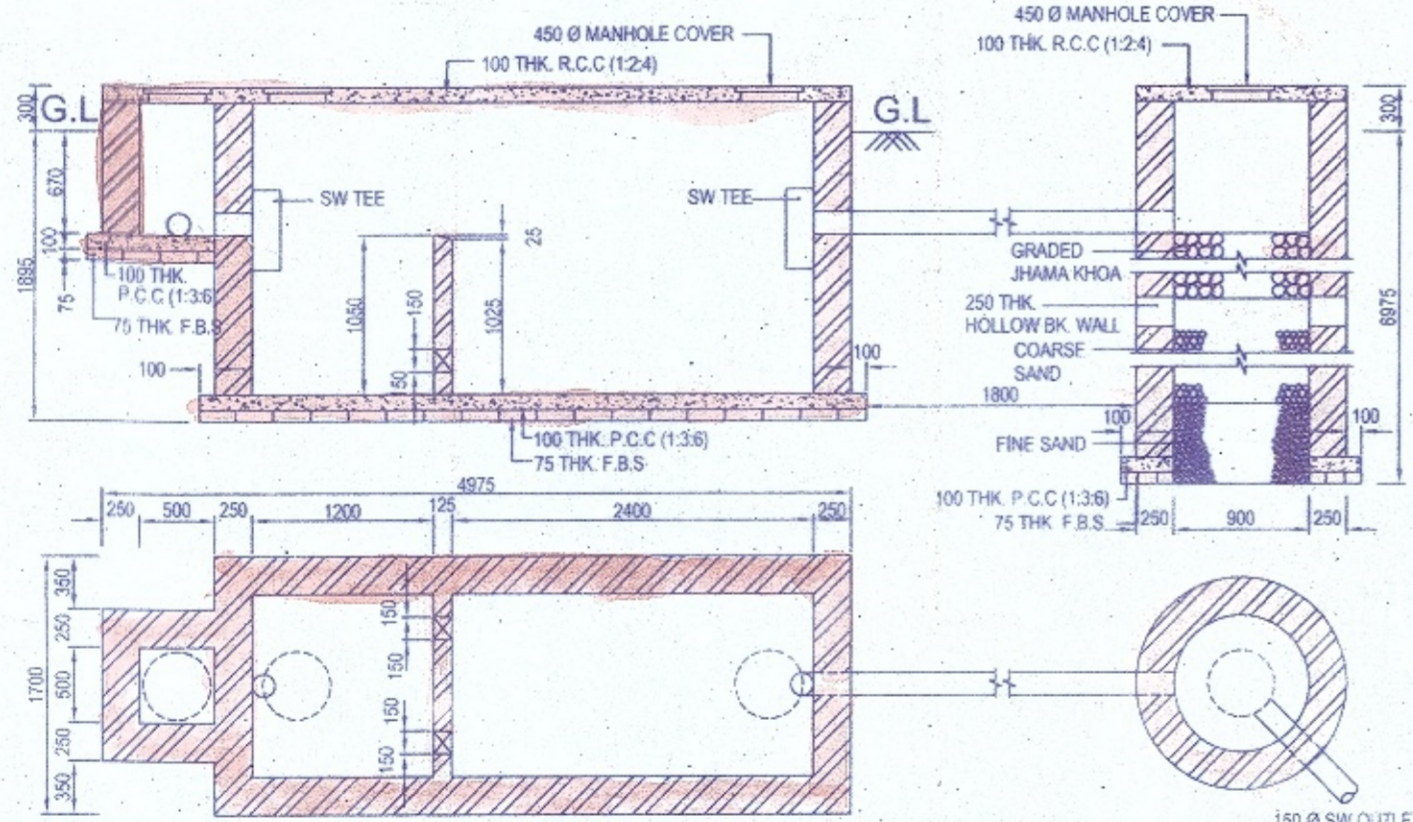 450 Ø MANHOLE COVER
100 THK. R.C.C (1:2:4)
450 Ø MANHOLE COVER
100 THK. R.C.C (1:2:4)
300
G.L
G.L
300
670
SW TEE
SW TEE
100
1895
75
100 THK.
P.C.C (1:3:6)
75 THK. F.B.S
25
1050
150
1025
GRADED
JHAMA KHOA
250 THK.
HOLLOW BK. WALL
COARSE
SAND
6975
100
50
100
1800
100
100
FINE SAND
100 THK. P.C.C (1:3:6)
75 THK. F.B.S
100 THK. P.C.C (1:3:6)
75 THK. F.B.S
250
900
250
4975
250
500
250
1200
125
2400
250
1700
350
250
500
250
350
150
150
150
150
150 Ø SW OUTLE